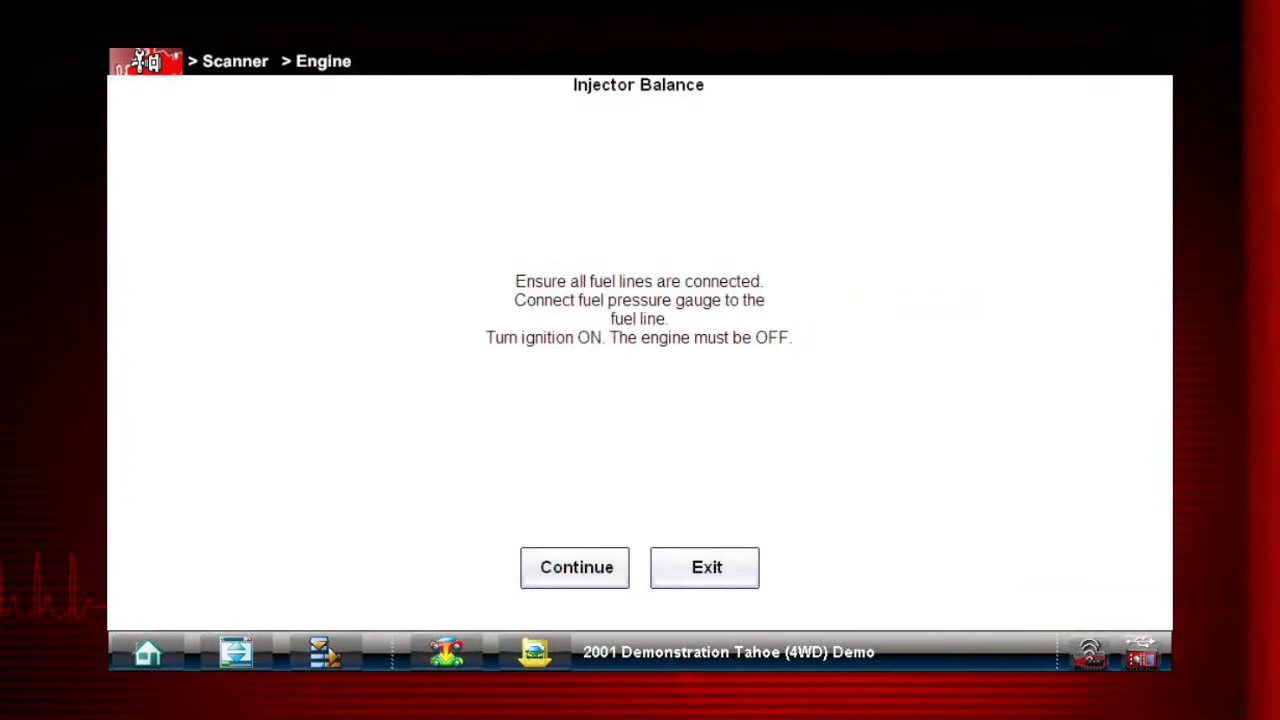 > Scanner > Engine
Injector Balance
Ensure all fuel lines are connected.
Connect fuel pressure gauge to the
fuel line.
Turn ignition ON. The engine must be OFF.
Continue Exit
2001 Demonstration Tahoe (4WD) Demo